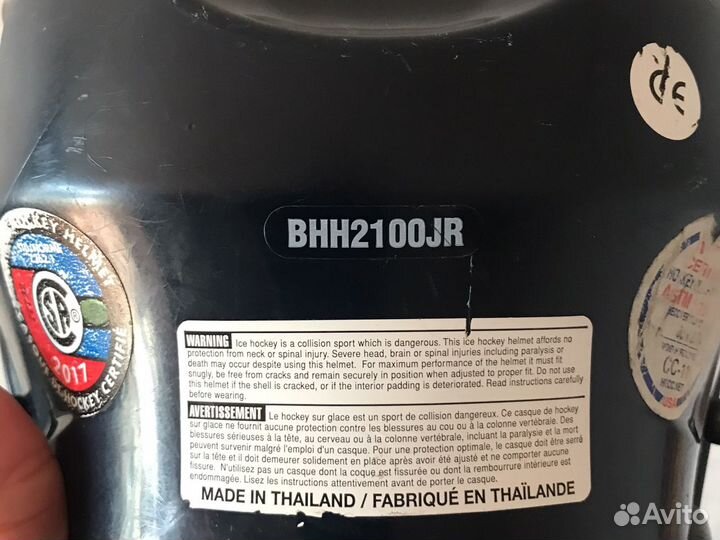 CE
BHH2100JR
HOCKEY HELMET
CSA
®
2017
HOCKEY CERTIFIÉ
HECC.NET
USA
WARNING Ice hockey is a collision sport which is dangerous. This ice hockey helmet affords no
protection from neck or spinal injury. Severe head, brain or spinal injuries including paralysis or
death may occur despite using this helmet. For maximum performance of the helmet it must fit
snugly, be free from cracks and remain securely in position when adjusted to proper fit. Do not use
this helmet if the shell is cracked, or if the interior padding is deteriorated. Read instructions carefully
before wearing.
AVERTISSEMENT Le hockey sur glace est un sport de collision dangereux. Ce casque de hockey
sur glace ne fournit aucune protection contre les blessures au cou ou à la colonne vertébrale. Des
blessures sérieuses à la tête, au cerveau ou à la colonne vertébrale, incluant la paralysie et la mort
peuvent survenir malgré l'emploi d'un casque. Pour une protection optimale, le casque doit être serré
sur la tête et il doit demeurer solidement en place après avoir été ajusté et ne comporter aucune
fissure. N'utilisez pas un casque dont la coque est fissurée ou dont la rembourrure intérieure est
endommagée. Lisez instructions attentivement avant de porter le casque.
MADE IN THAILAND / FABRIQUÉ EN THAÏLANDE
Avito